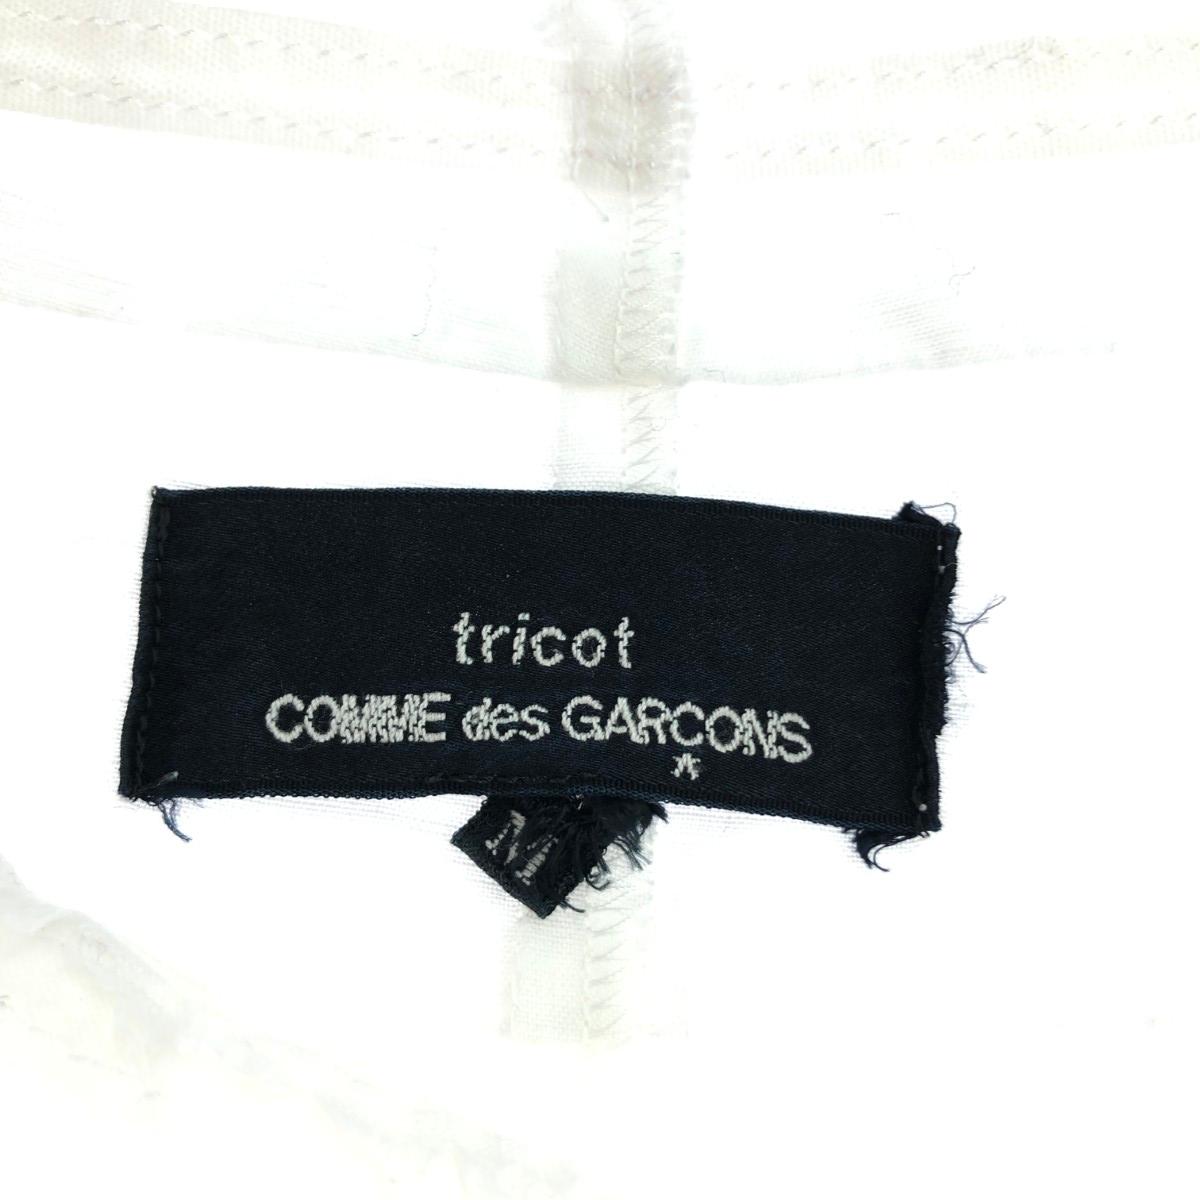 tricot
COMME des GARCONS
*
M